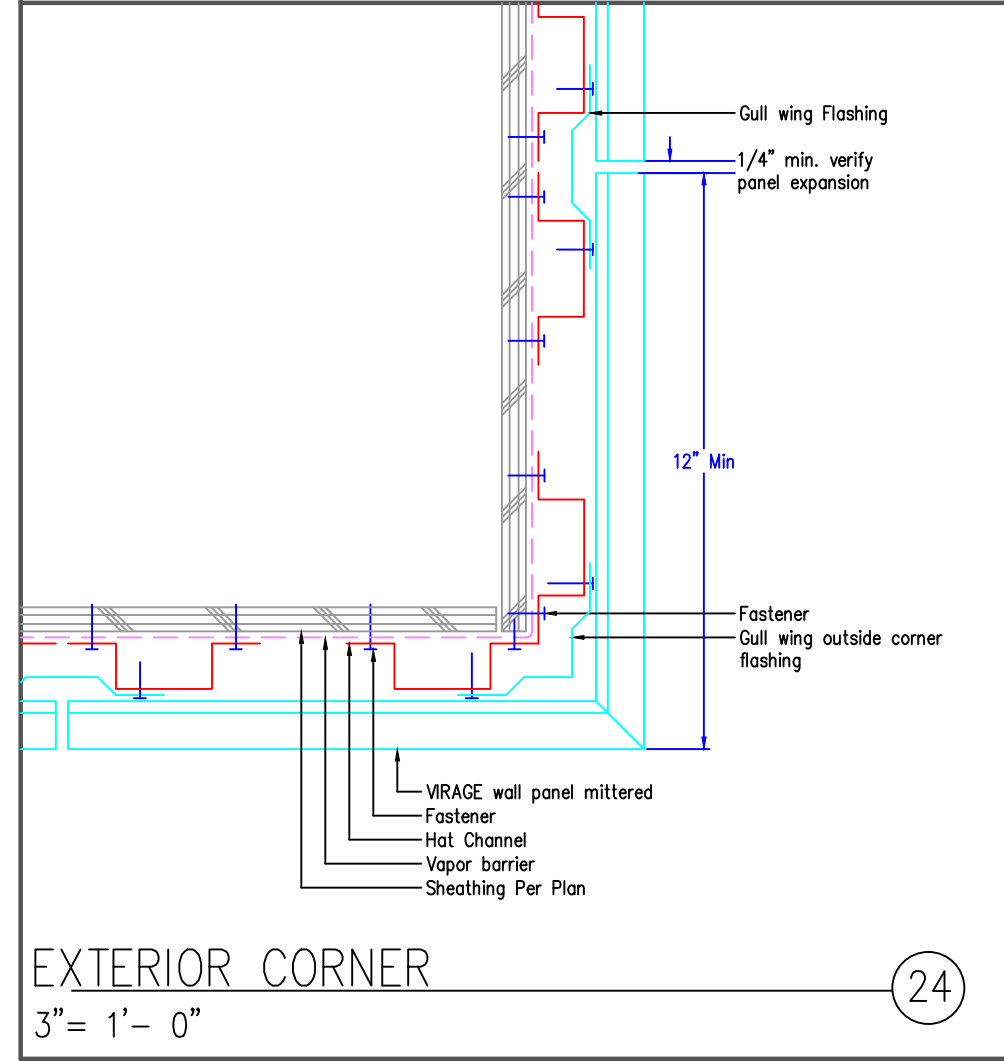 Gull wing Flashing
1/4" min. verify
panel expansion
12" Min
Fastener
Gull wing outside corner
flashing
VIRAGE wall panel mittered
Fastener
Hat Channel
Vapor barrier
Sheathing Per Plan
EXTERIOR CORNER
24
3"= 1'- 0"